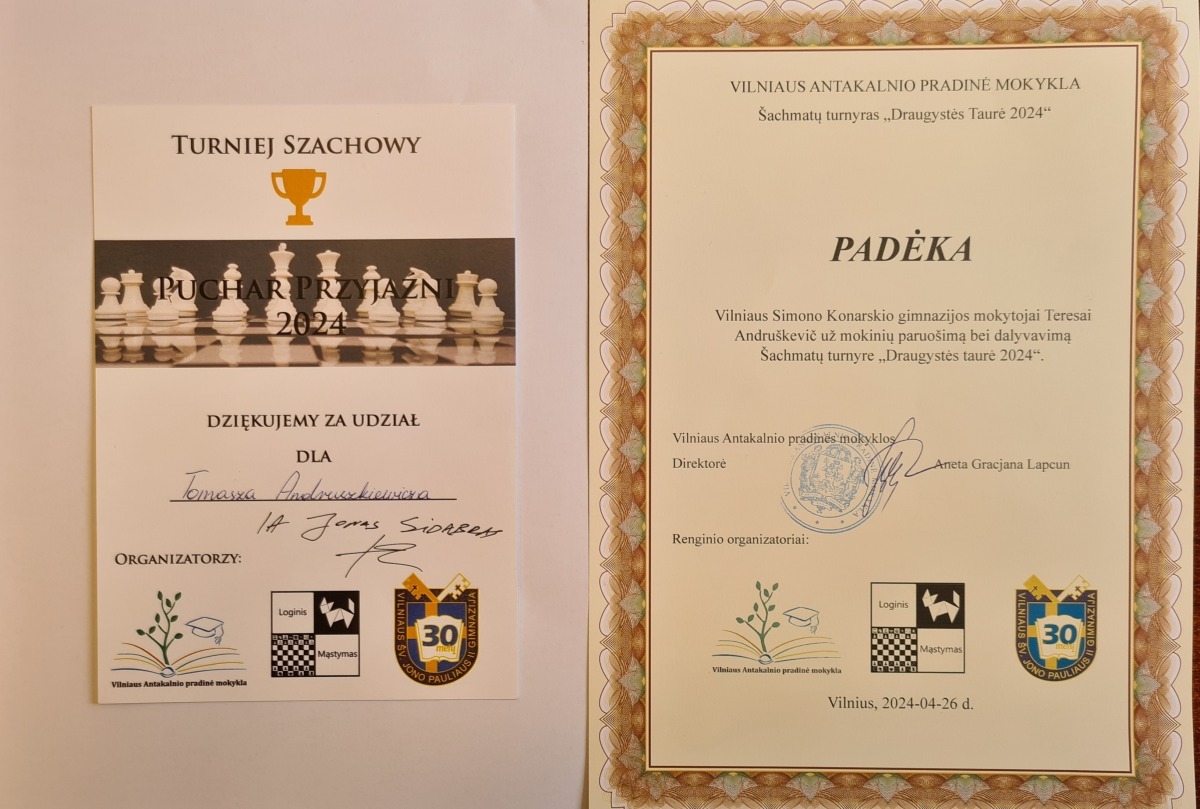 TURNIEJ SZACHOWY
PUCHAR PRZYJAŹNI
2024
DZIĘKUJEMY ZA UDZIAŁ
DLA
Tomasza Andruszkiewicza
IA JONAS SIDABRAS
ORGANIZATORZY:
Vilniaus Antakalnio pradinė mokykla
Loginis
Mąstymas
VILNIAUS ŠV. JONO PAULIAUS II GIMNAZIJA
30
metų
VILNIAUS ANTAKALNIO PRADINĖ MOKYKLA
Šachmatų turnyras „Draugystės Taurė 2024“
PADĖKA
Vilniaus Simono Konarskio gimnazijos mokytojai Teresai
Andruškevič už mokinių paruošimą bei dalyvavimą
Šachmatų turnyre „Draugystės taurė 2024“.
Vilniaus Antakalnio pradinės mokyklos
Direktorė Aneta Gracjana Lapcun
Renginio organizatoriai:
Vilniaus Antakalnio pradinė mokykla
Loginis
Mąstymas
VILNIAUS ŠV. JONO PAULIAUS II GIMNAZIJA
30
metų
Vilnius, 2024-04-26 d.